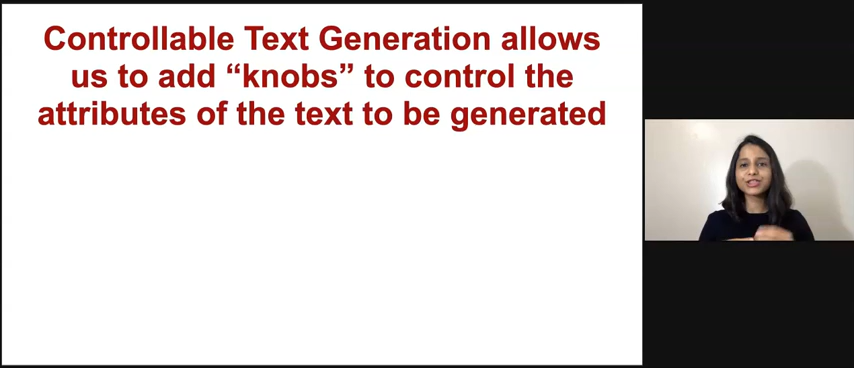 Controllable Text Generation allows
us to add “knobs” to control the
attributes of the text to be generated